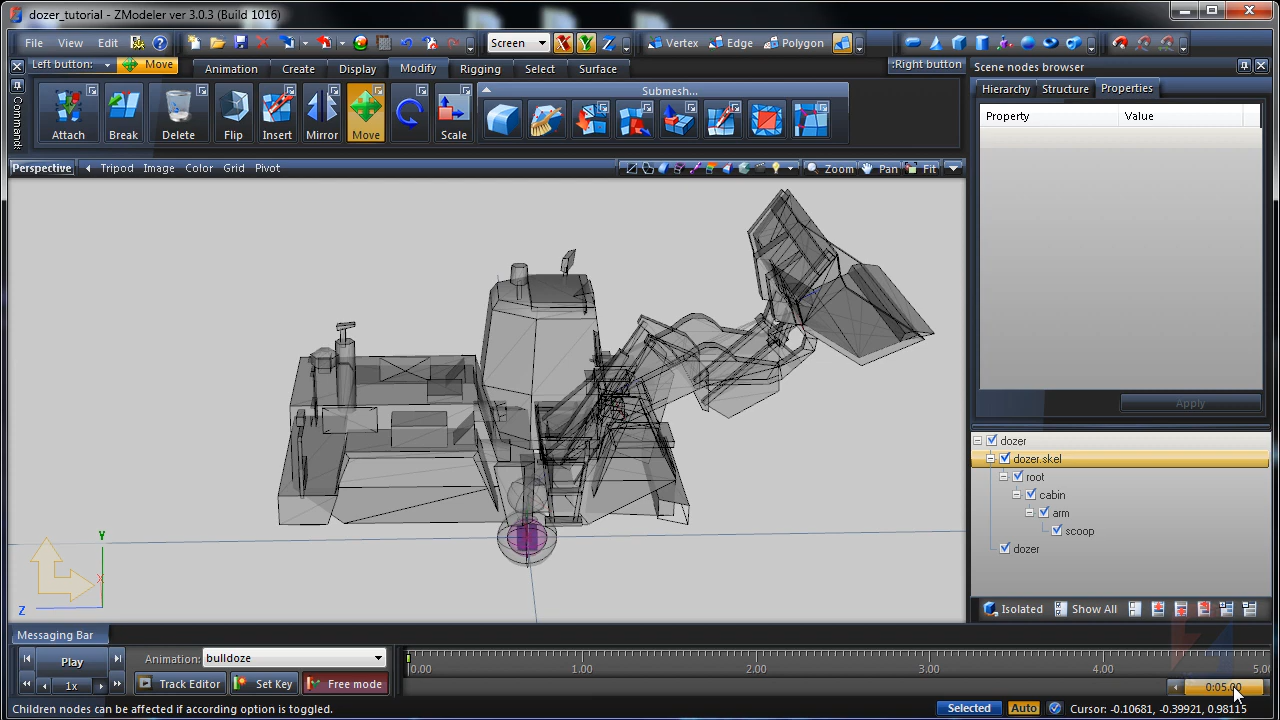 dozer_tutorial - ZModeler ver 3.0.3 (Build 1016)
File View Edit Screen X Y Z Vertex Edge Polygon
Left button: Move :Right button
Animation Create Display Modify Rigging Select Surface
Commands
Attach Break Delete Flip Insert Mirror Move Scale
Submesh...
Perspective Tripod Image Color Grid Pivot Zoom Pan Fit
Scene nodes browser
Hierarchy Structure Properties
Property Value
Apply
dozer
dozer.skel
root
cabin
arm
scoop
dozer
Isolated Show All
Y
X
Z
Messaging Bar
Play Animation: bulldoze
1x Track Editor Set Key Free mode
0.00 1.00 2.00 3.00 4.00 5.00
0:05.00
Children nodes can be affected if according option is toggled. Selected Auto Cursor: -0.10681, -0.39921, 0.98115